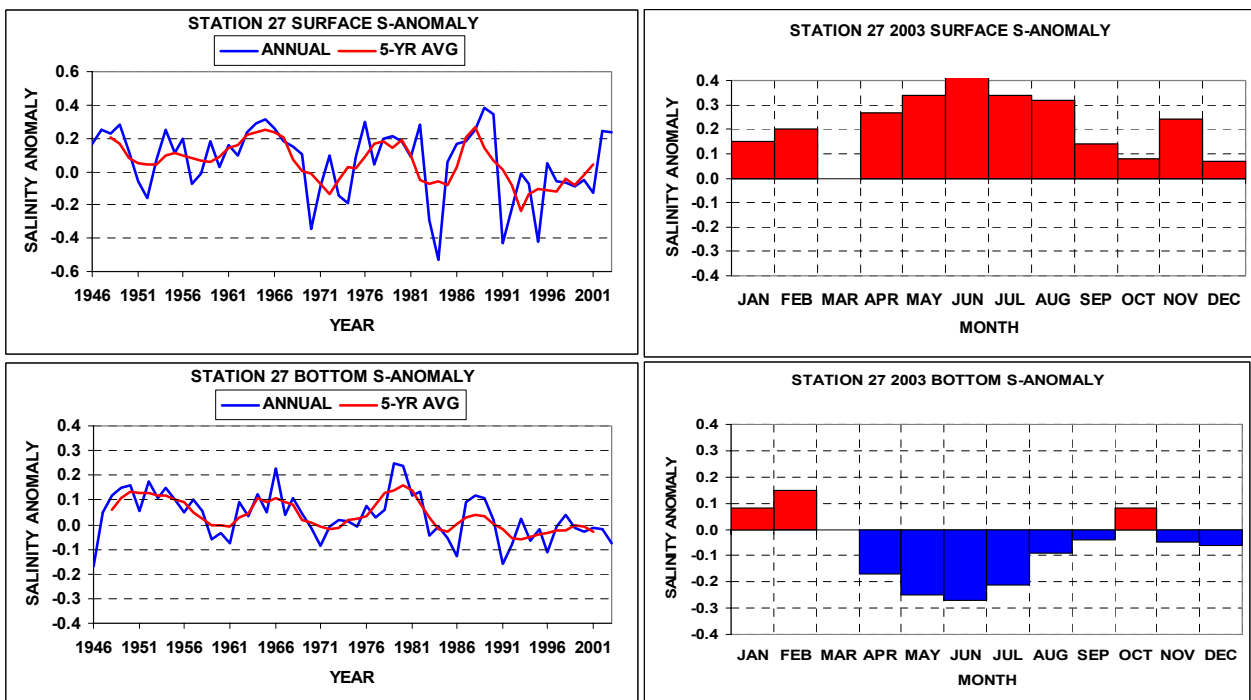 STATION 27 SURFACE S-ANOMALY
ANNUAL 5-YR AVG
SALINITY ANOMALY
0.6
0.4
0.2
0.0
-0.2
-0.4
-0.6
1946 1951 1956 1961 1966 1971 1976 1981 1986 1991 1996 2001
YEAR
STATION 27 2003 SURFACE S-ANOMALY
SALINITY ANOMALY
0.4
0.3
0.2
0.1
0.0
-0.1
-0.2
-0.3
-0.4
JAN FEB MAR APR MAY JUN JUL AUG SEP OCT NOV DEC
MONTH
STATION 27 BOTTOM S-ANOMALY
ANNUAL 5-YR AVG
SALINITY ANOMALY
0.4
0.3
0.2
0.1
0.0
-0.1
-0.2
-0.3
-0.4
1946 1951 1956 1961 1966 1971 1976 1981 1986 1991 1996 2001
YEAR
STATION 27 2003 BOTTOM S-ANOMALY
SALINITY ANOMALY
0.4
0.3
0.2
0.1
0.0
-0.1
-0.2
-0.3
-0.4
JAN FEB MAR APR MAY JUN JUL AUG SEP OCT NOV DEC
MONTH